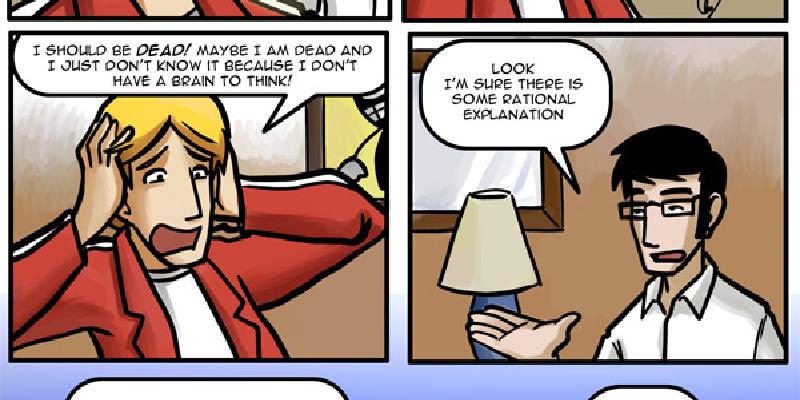 I SHOULD BE DEAD! MAYBE I AM DEAD AND
I JUST DON'T KNOW IT BECAUSE I DON'T
HAVE A BRAIN TO THINK!
LOOK
I'M SURE THERE IS
SOME RATIONAL
EXPLANATION